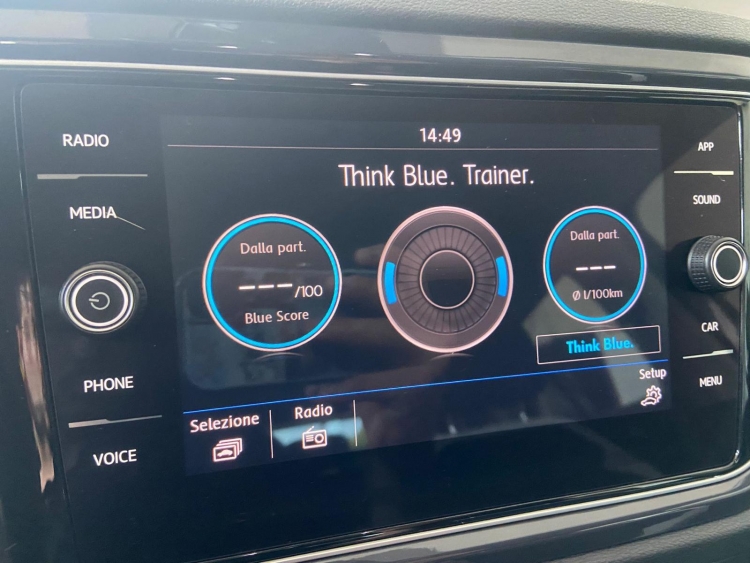 RADIO
MEDIA
PHONE
VOICE
14:49
Think Blue. Trainer.
Dalla part.
---/100
Blue Score
Dalla part.
---
Ø l/100km
Think Blue.
Selezione
Radio
Setup
APP
SOUND
CAR
MENU